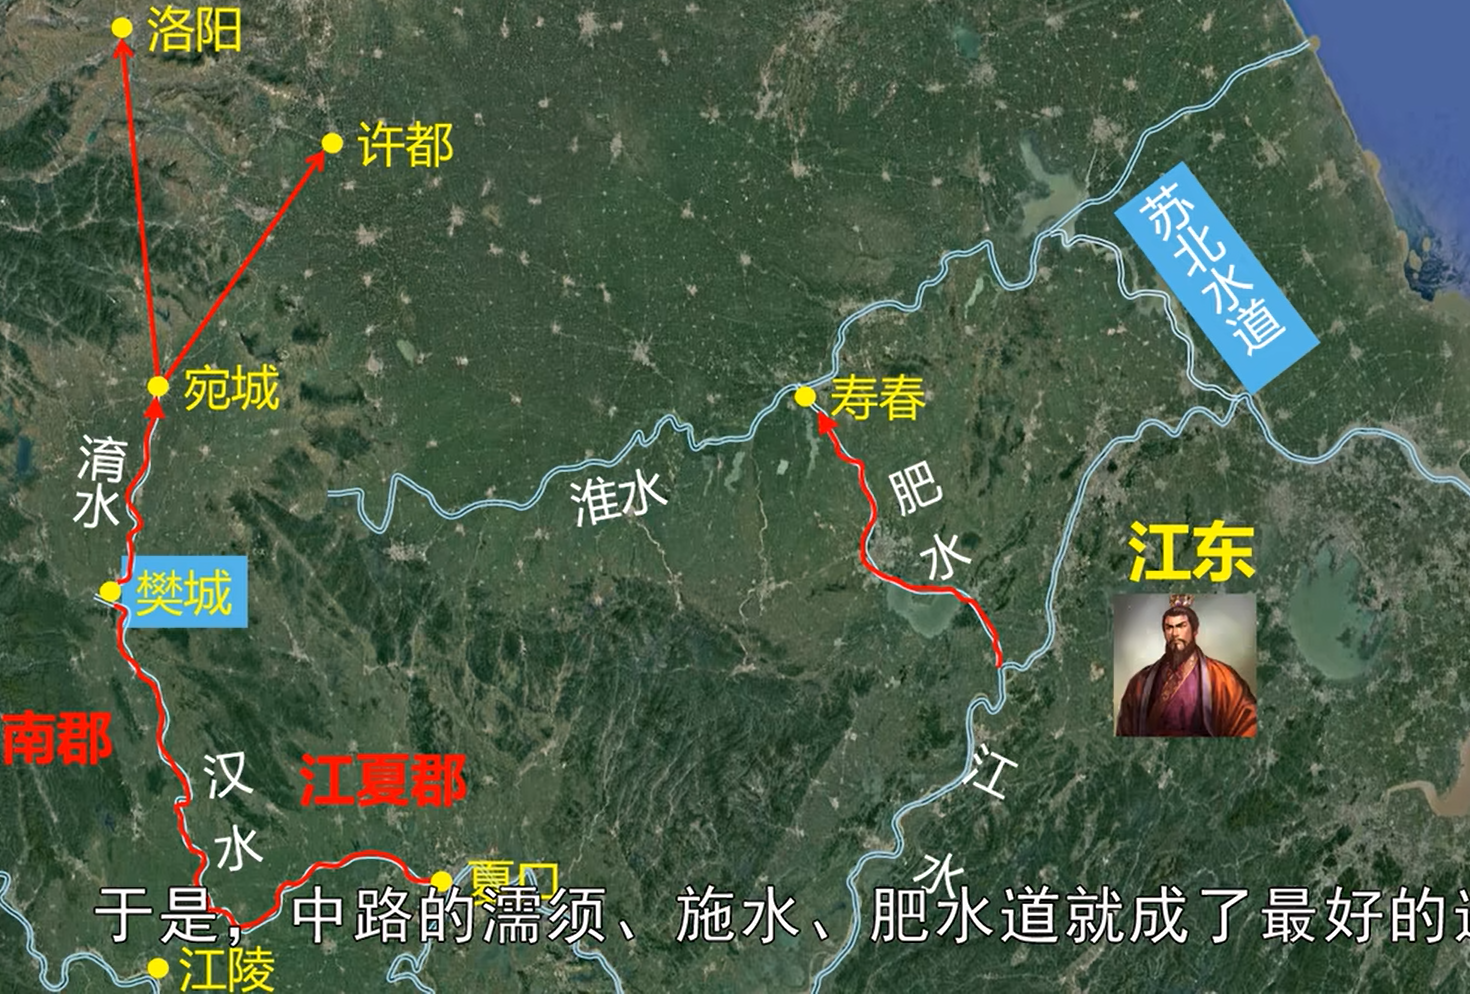 洛阳
许都
苏北水道
宛城
寿春
淯水
肥水
淮水
江东
樊城
南郡
汉水
江夏郡
江水
夏口
于是，中路的濡须、施水、肥水道就成了最好的
江陵